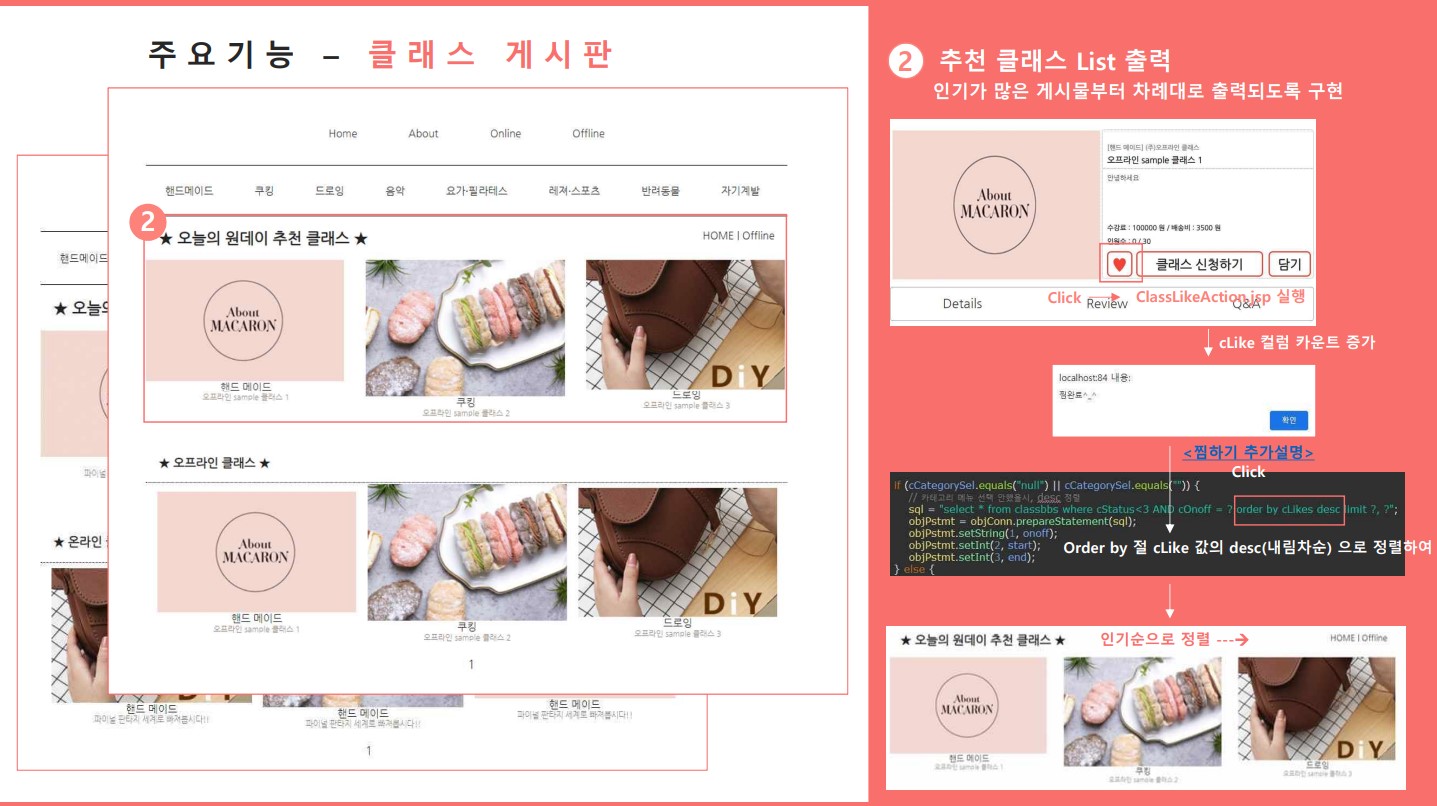 주요기능 – 클래스 게시판
Home About Online Offline
핸드메이드 쿠킹 드로잉 음악 요가·필라테스 레져·스포츠 반려동물 자기계발
2
★ 오늘의 원데이 추천 클래스 ★
HOME | Offline
About
MACARON
DiY
핸드 메이드
오프라인 sample 클래스 1
쿠킹
오프라인 sample 클래스 2
드로잉
오프라인 sample 클래스 3
★ 오프라인 클래스 ★
About
MACARON
DiY
핸드 메이드
오프라인 sample 클래스 1
쿠킹
오프라인 sample 클래스 2
드로잉
오프라인 sample 클래스 3
1
핸드메이드
★ 오늘
파이널
★ 온라인
핸드 메이드
파이널 판타지 세계로 빠져봅시다!!
핸드 메이드
파이널 판타지 세계로 빠져봅시다!!
핸드 메이드
파이널 판타지 세계로 빠져봅시다!!
1
2 추천 클래스 List 출력
인기가 많은 게시물부터 차례대로 출력되도록 구현
About
MACARON
[핸드 메이드] (주)오프라인 클래스
오프라인 sample 클래스 1
안녕하세요
수강료 : 100000 원 / 배송비 : 3500 원
인원수 : 0 / 30
♥ 클래스 신청하기 담기
Click ClassLikeAction.jsp 실행
Details Review Q&A
cLike 컬럼 카운트 증가
localhost:84 내용:
찜완료^_^
확인
<찜하기 추가설명>
Click
if (cCategorySel.equals("null") || cCategorySel.equals("")) {
// 카테고리 메뉴 선택 안했을시, desc 정렬
sql = "select * from classbbs where cStatus<3 AND cOnoff = ? order by cLikes desc limit ?, ?";
objPstmt = objConn.prepareStatement(sql);
objPstmt.setString(1, onoff);
objPstmt.setInt(2, start);
objPstmt.setInt(3, end);
} else {
Order by 절 cLike 값의 desc(내림차순) 으로 정렬하여
★ 오늘의 원데이 추천 클래스 ★ 인기순으로 정렬 ---→ HOME | Offline
About
MACARON
DiY
핸드 메이드
오프라인 sample 클래스 1
쿠킹
오프라인 sample 클래스 2
드로잉
오프라인 sample 클래스 3